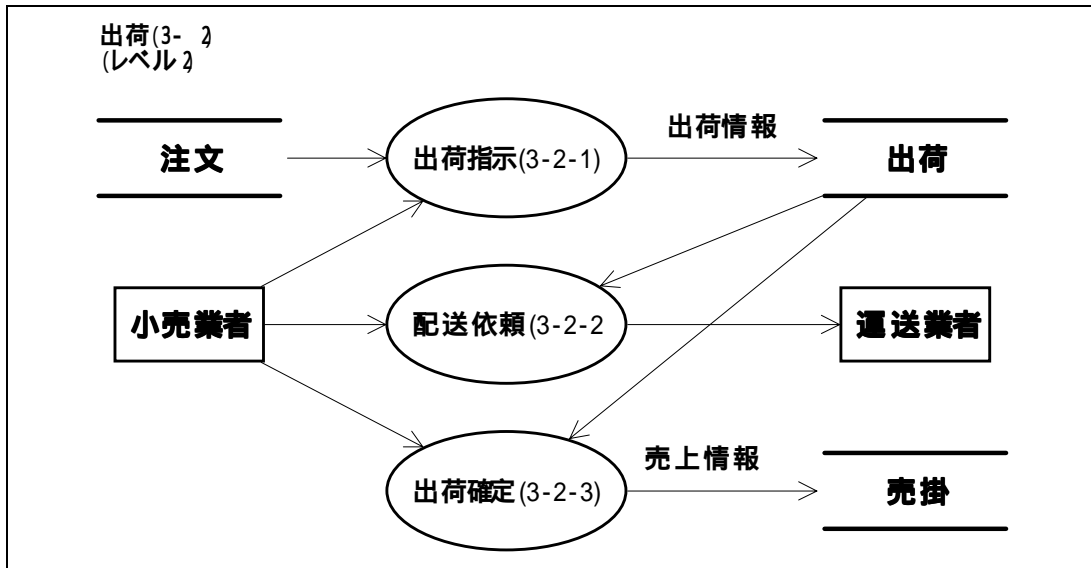 出荷(3- 2)
(レベル2)
出荷情報
注文
出荷指示(3-2-1)
出荷
小売業者
配送依頼(3-2-2
運送業者
売上情報
出荷確定(3-2-3)
売掛